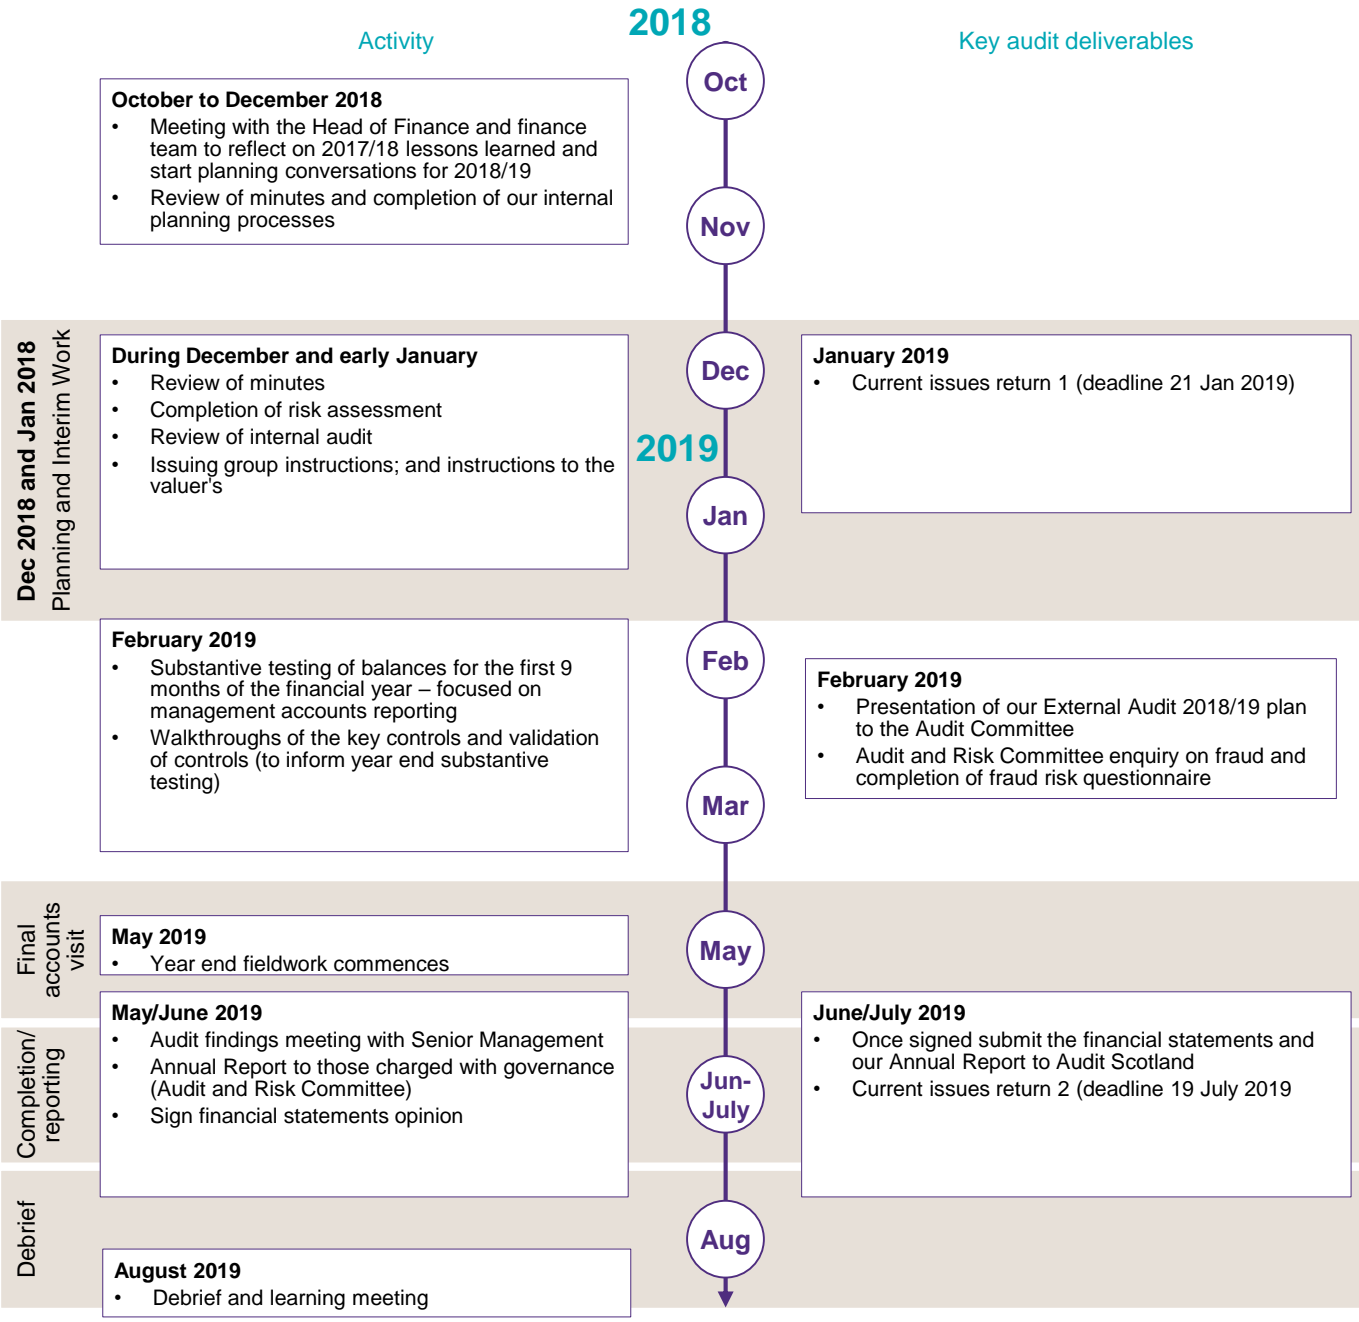 2018
Activity
Key audit deliverables
Oct
October to December 2018
• Meeting with the Head of Finance and finance
team to reflect on 2017/18 lessons learned and
start planning conversations for 2018/19
• Review of minutes and completion of our internal
planning processes
Nov
Dec 2018 and Jan 2018
Planning and Interim Work
During December and early January
• Review of minutes
• Completion of risk assessment
• Review of internal audit
• Issuing group instructions; and instructions to the
valuer's
Dec
2019
Jan
January 2019
• Current issues return 1 (deadline 21 Jan 2019)
February 2019
• Substantive testing of balances for the first 9
months of the financial year – focused on
management accounts reporting
• Walkthroughs of the key controls and validation
of controls (to inform year end substantive
testing)
Feb
Mar
February 2019
• Presentation of our External Audit 2018/19 plan
to the Audit Committee
• Audit and Risk Committee enquiry on fraud and
completion of fraud risk questionnaire
Final
accounts
visit
May 2019
• Year end fieldwork commences
May
Completion/
reporting
May/June 2019
• Audit findings meeting with Senior Management
• Annual Report to those charged with governance
(Audit and Risk Committee)
• Sign financial statements opinion
Jun-
July
June/July 2019
• Once signed submit the financial statements and
our Annual Report to Audit Scotland
• Current issues return 2 (deadline 19 July 2019
Debrief
August 2019
• Debrief and learning meeting
Aug